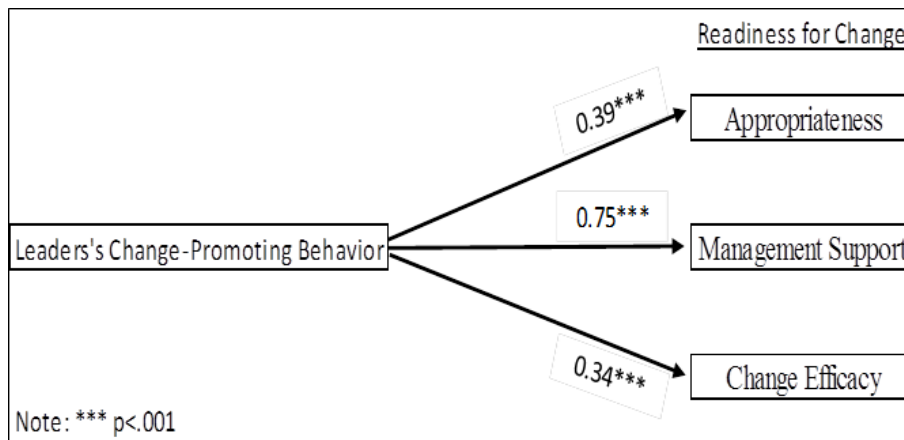 Readiness for Change
0.39***
Appropriateness
0.75***
Leaders's Change-Promoting Behavior
Management Support
0.34***
Change Efficacy
Note: *** p<.001